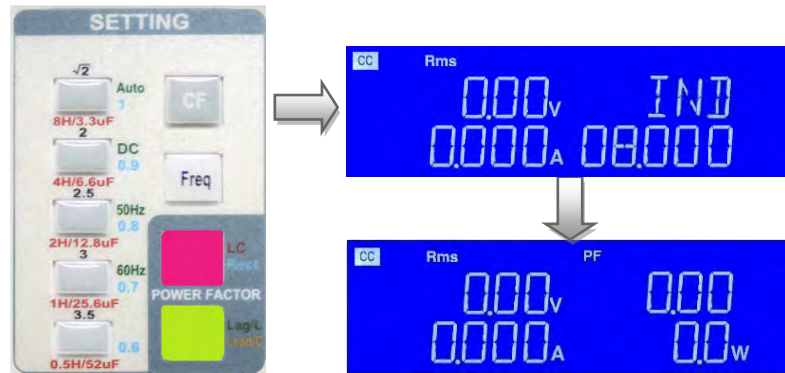 SETTING
√2
Auto
1
CF
8H/3.3uF
2
DC
0.9
4H/6.6uF
2.5
Freq
50Hz
0.8
2H/12.8uF
3
60Hz
0.7
LC
Rect
1H/25.6uF
POWER FACTOR
3.5
0.6
Lag/L
Lead/C
0.5H/52uF
CC Rms
0.00V IND
0.000A 08.000
CC Rms PF
0.00V 0.00
0.000A 0.0W